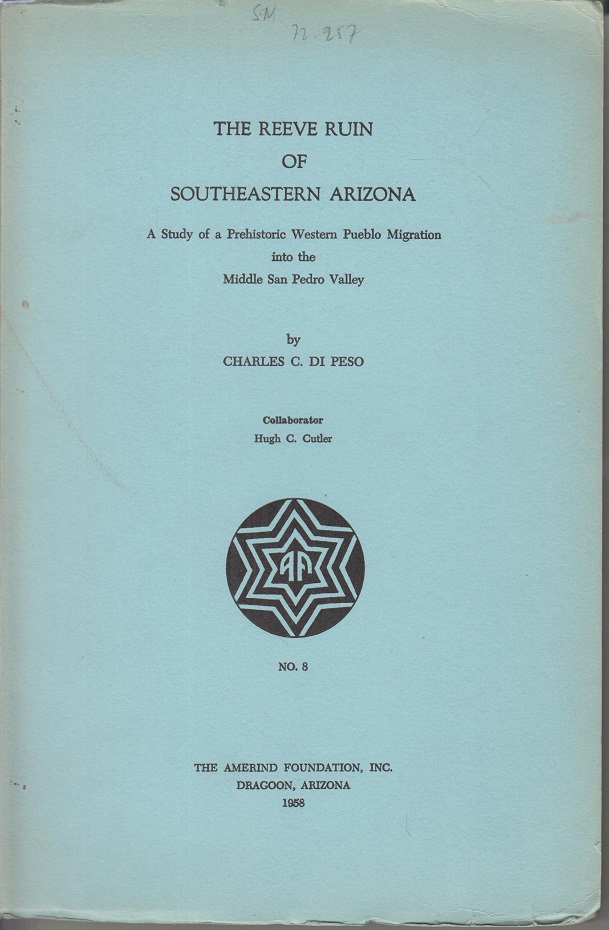 SN
72.257
THE REEVE RUIN
OF
SOUTHEASTERN ARIZONA
A Study of a Prehistoric Western Pueblo Migration
into the
Middle San Pedro Valley
by
CHARLES C. DI PESO
Collaborator
Hugh C. Cutler
AA
NO. 8
THE AMERIND FOUNDATION, INC.
DRAGOON, ARIZONA
1958